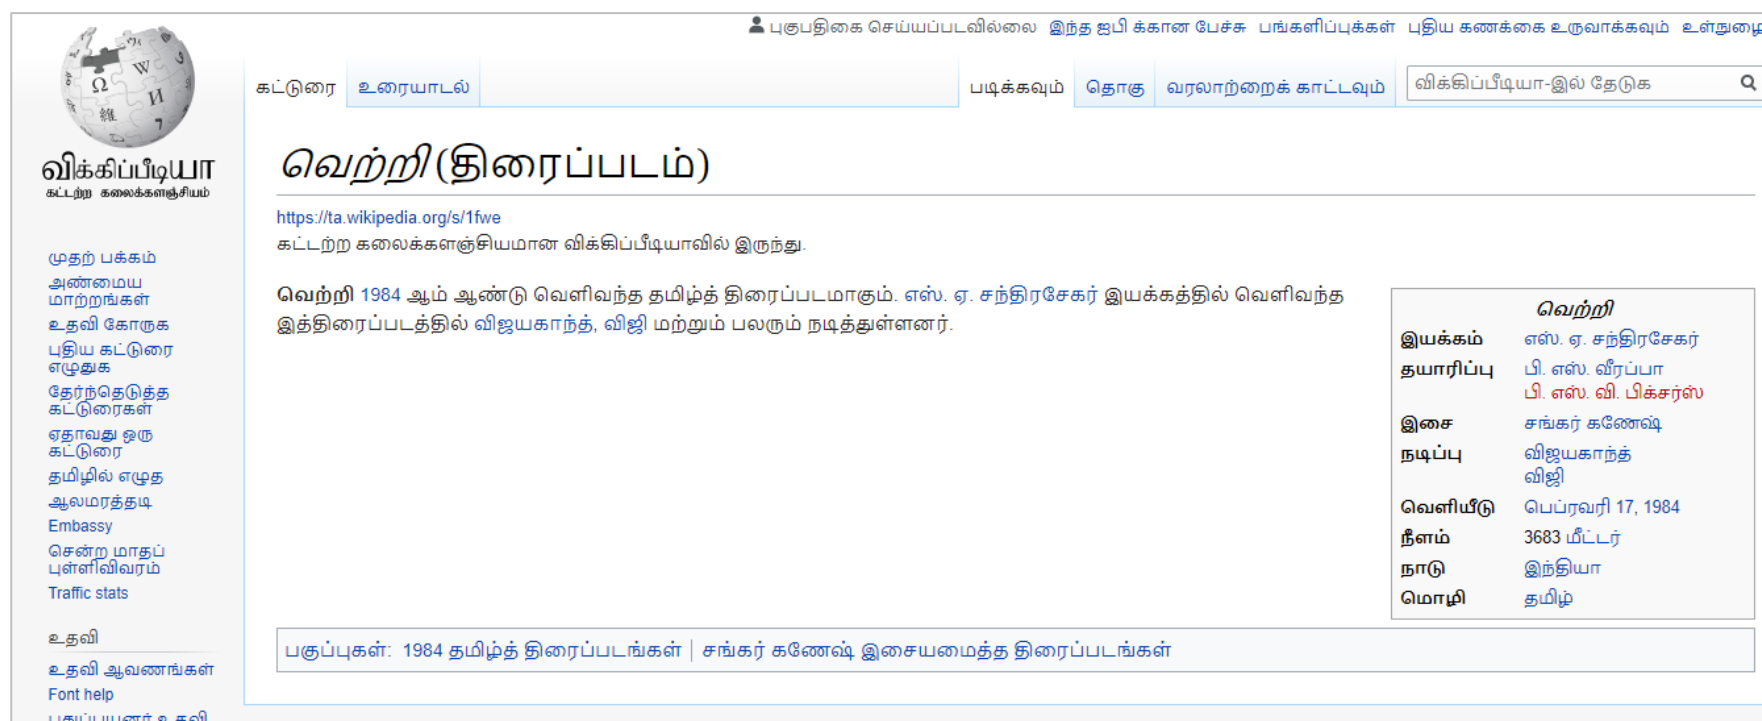 புகுபதிகை செய்யப்படவில்லை இந்த ஐபி க்கான பேச்சு பங்களிப்புக்கள் புதிய கணக்கை உருவாக்கவும் உள்நுழை
கட்டுரை உரையாடல் படிக்கவும் தொகு வரலாற்றைக் காட்டவும் விக்கிப்பீடியா-இல் தேடுக
விக்கிப்பீடியா
கட்டற்ற கலைக்களஞ்சியம்
முதற் பக்கம்
அண்மைய
மாற்றங்கள்
உதவி கோருக
புதிய கட்டுரை
எழுதுக
தேர்ந்தெடுத்த
கட்டுரைகள்
ஏதாவது ஒரு
கட்டுரை
தமிழில் எழுத
ஆலமரத்தடி
Embassy
சென்ற மாதப்
புள்ளிவிவரம்
Traffic stats
உதவி
உதவி ஆவணங்கள்
Font help
வெற்றி (திரைப்படம்)
https://ta.wikipedia.org/s/1fwe
கட்டற்ற கலைக்களஞ்சியமான விக்கிப்பீடியாவில் இருந்து.
வெற்றி 1984 ஆம் ஆண்டு வெளிவந்த தமிழ்த் திரைப்படமாகும். எஸ். ஏ. சந்திரசேகர் இயக்கத்தில் வெளிவந்த
இத்திரைப்படத்தில் விஜயகாந்த், விஜி மற்றும் பலரும் நடித்துள்ளனர்.
வெற்றி
இயக்கம் எஸ். ஏ. சந்திரசேகர்
தயாரிப்பு பி. எஸ். வீரப்பா
பி. எஸ். வி. பிக்சர்ஸ்
இசை சங்கர் கணேஷ்
நடிப்பு விஜயகாந்த்
விஜி
வெளியீடு பெப்ரவரி 17, 1984
நீளம் 3683 மீட்டர்
நாடு இந்தியா
மொழி தமிழ்
பகுப்புகள்: 1984 தமிழ்த் திரைப்படங்கள் | சங்கர் கணேஷ் இசையமைத்த திரைப்படங்கள்